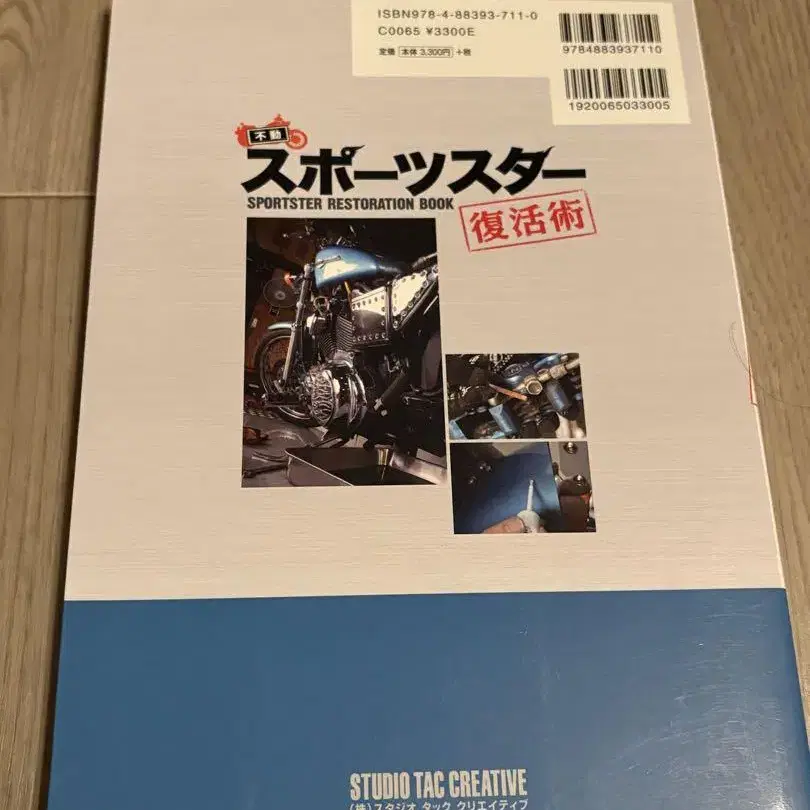 ISBN978-4-88393-711-0
C0065 ¥3300E
定価 本体 3,300円 +税
9784883937110
1920065033005
不動
スポーツスター
SPORTSTER RESTORATION BOOK
復活術
STUDIO TAC CREATIVE
(株)スタジオ タック クリエイティブ